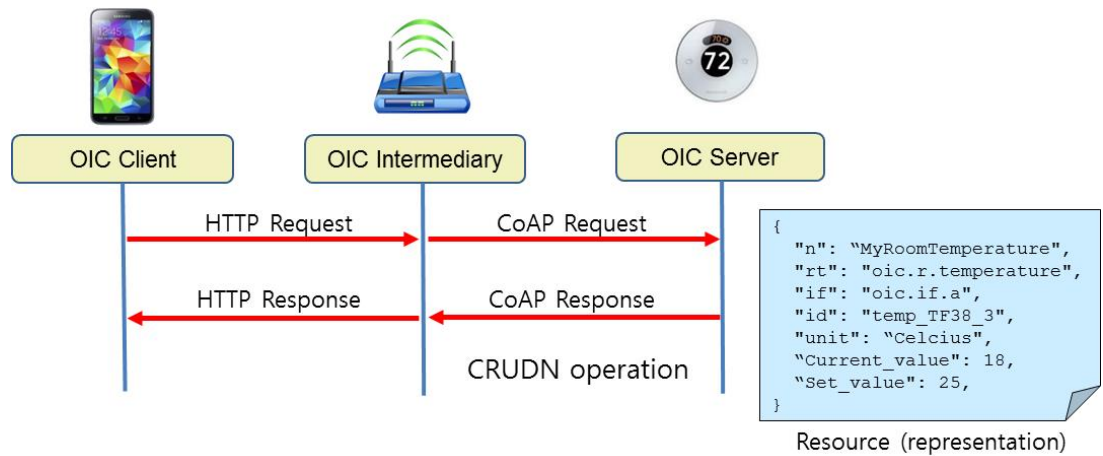 72
OIC Client
OIC Intermediary
OIC Server
HTTP Request
CoAP Request
HTTP Response
CoAP Response
CRUDN operation
{
"n": “MyRoomTemperature",
"rt": "oic.r.temperature",
"if": "oic.if.a",
"id": "temp_TF38_3",
"unit": “Celcius",
“Current_value": 18,
“Set_value": 25,
}
Resource (representation)